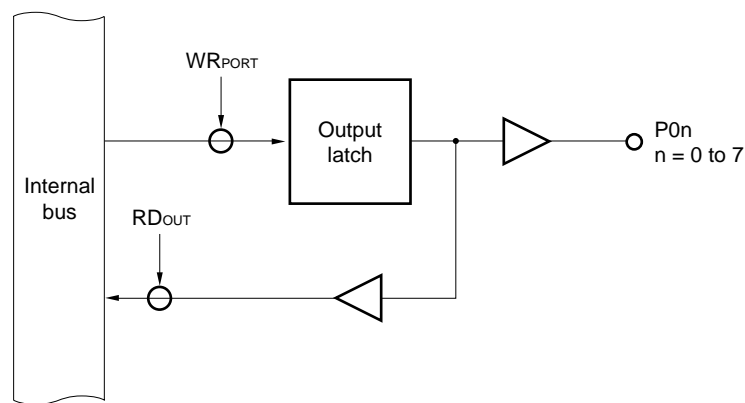 WRPORT
Output
latch
P0n
n = 0 to 7
Internal
bus
RDOUT